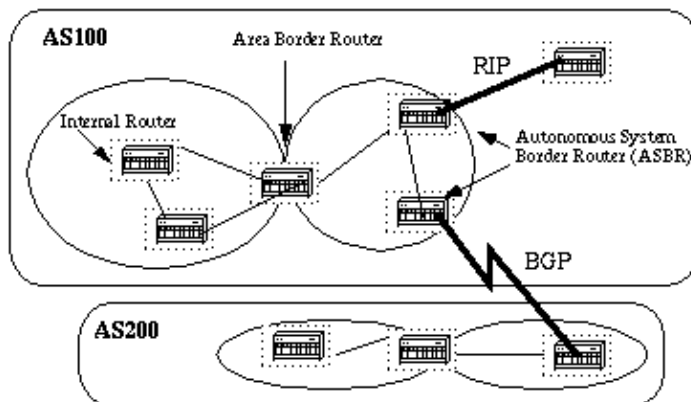 AS100
Area Border Router
RIP
Internal Router
Autonomous System
Border Router (ASBR)
BGP
AS200